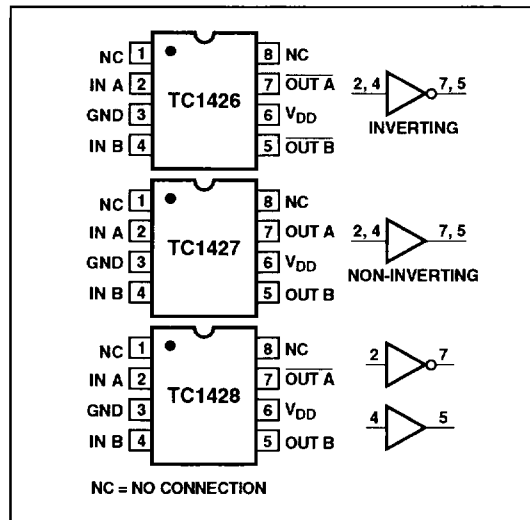 NC 1 8 NC
IN A 2 7 OUT A 2, 4 7, 5
TC1426
GND 3 6 VDD
INVERTING
IN B 4 5 OUT B
NC 1 8 NC
IN A 2 7 OUT A 2, 4 7, 5
TC1427
GND 3 6 VDD
NON-INVERTING
IN B 4 5 OUT B
NC 1 8 NC 2 7
IN A 2 7 OUT A
TC1428
GND 3 6 VDD 4 5
IN B 4 5 OUT B
NC = NO CONNECTION